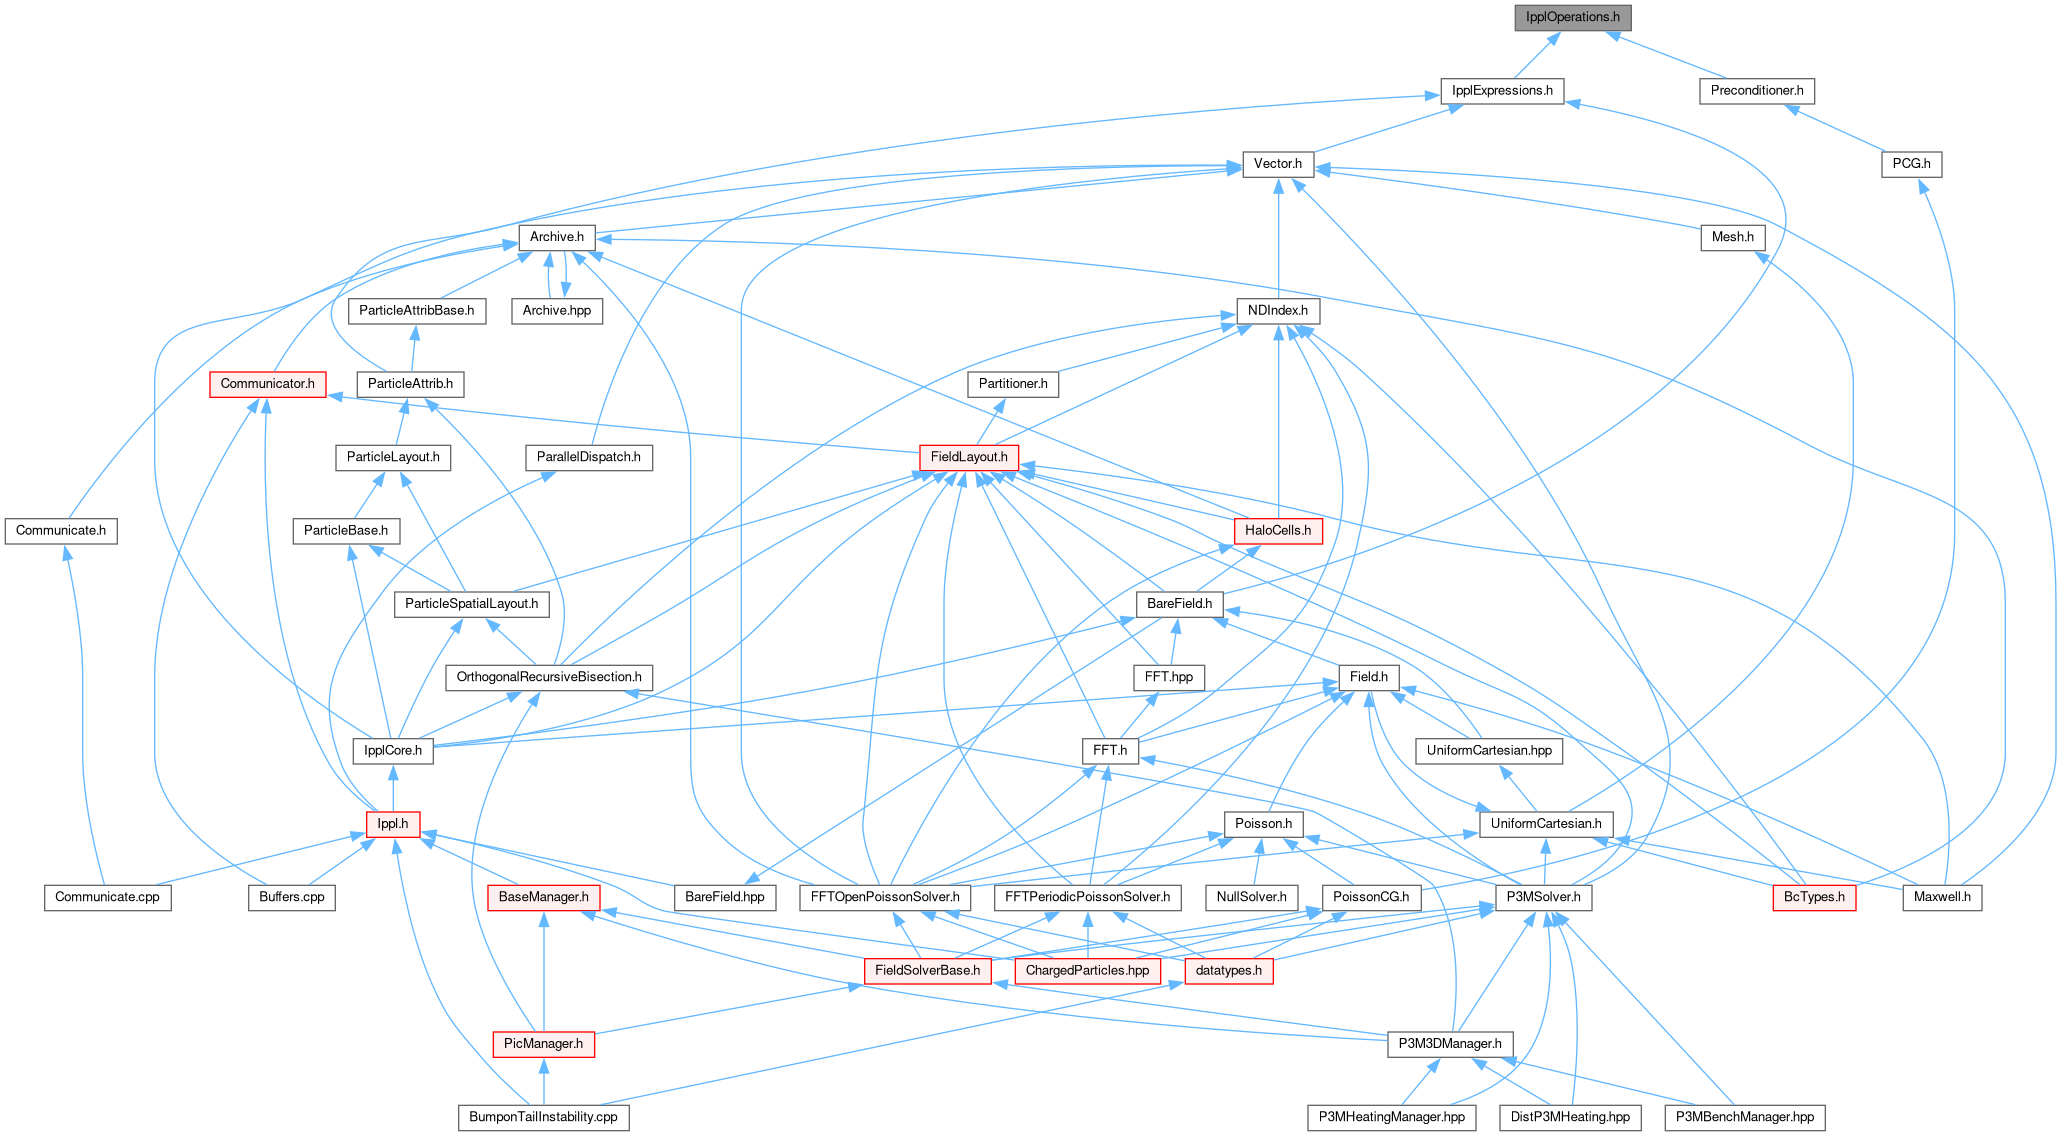 IpplOperations.h
IpplExpressions.h
Preconditioner.h
Vector.h
PCG.h
Archive.h
Mesh.h
ParticleAttribBase.h
Archive.hpp
NDIndex.h
Communicator.h
ParticleAttrib.h
Partitioner.h
ParticleLayout.h
ParallelDispatch.h
FieldLayout.h
Communicate.h
ParticleBase.h
HaloCells.h
ParticleSpatialLayout.h
BareField.h
OrthogonalRecursiveBisection.h
FFT.hpp
Field.h
IpplCore.h
FFT.h
UniformCartesian.hpp
Ippl.h
Poisson.h
UniformCartesian.h
Communicate.cpp
Buffers.cpp
BaseManager.h
BareField.hpp
FFTOpenPoissonSolver.h
FFTPeriodicPoissonSolver.h
NullSolver.h
PoissonCG.h
P3MSolver.h
BcTypes.h
Maxwell.h
FieldSolverBase.h
ChargedParticles.hpp
datatypes.h
PicManager.h
P3M3DManager.h
BumponTailInstability.cpp
P3MHeatingManager.hpp
DistP3MHeating.hpp
P3MBenchManager.hpp